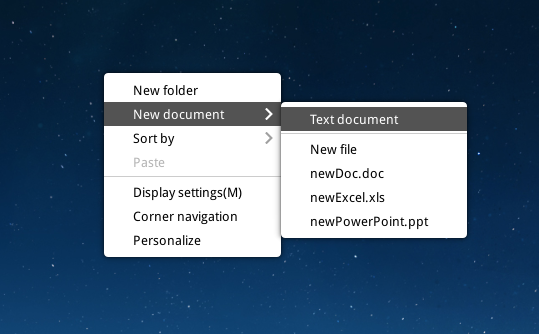 New folder
New document
Sort by
Paste
Display settings(M)
Corner navigation
Personalize
Text document
New file
newDoc.doc
newExcel.xls
newPowerPoint.ppt